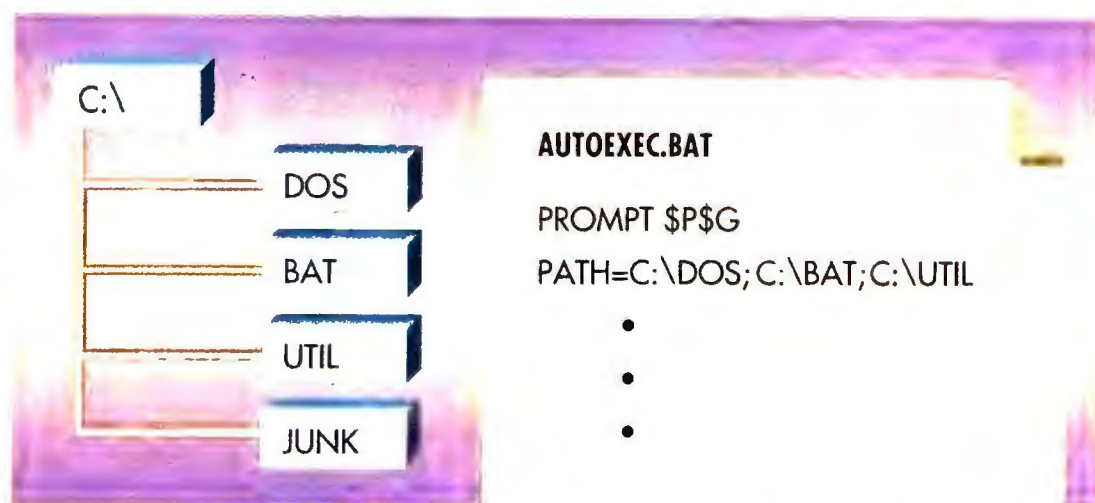 C:\
DOS
BAT
UTIL
JUNK
AUTOEXEC.BAT
PROMPT $P$G
PATH=C:\DOS;C:\BAT;C:\UTIL
•
•
•